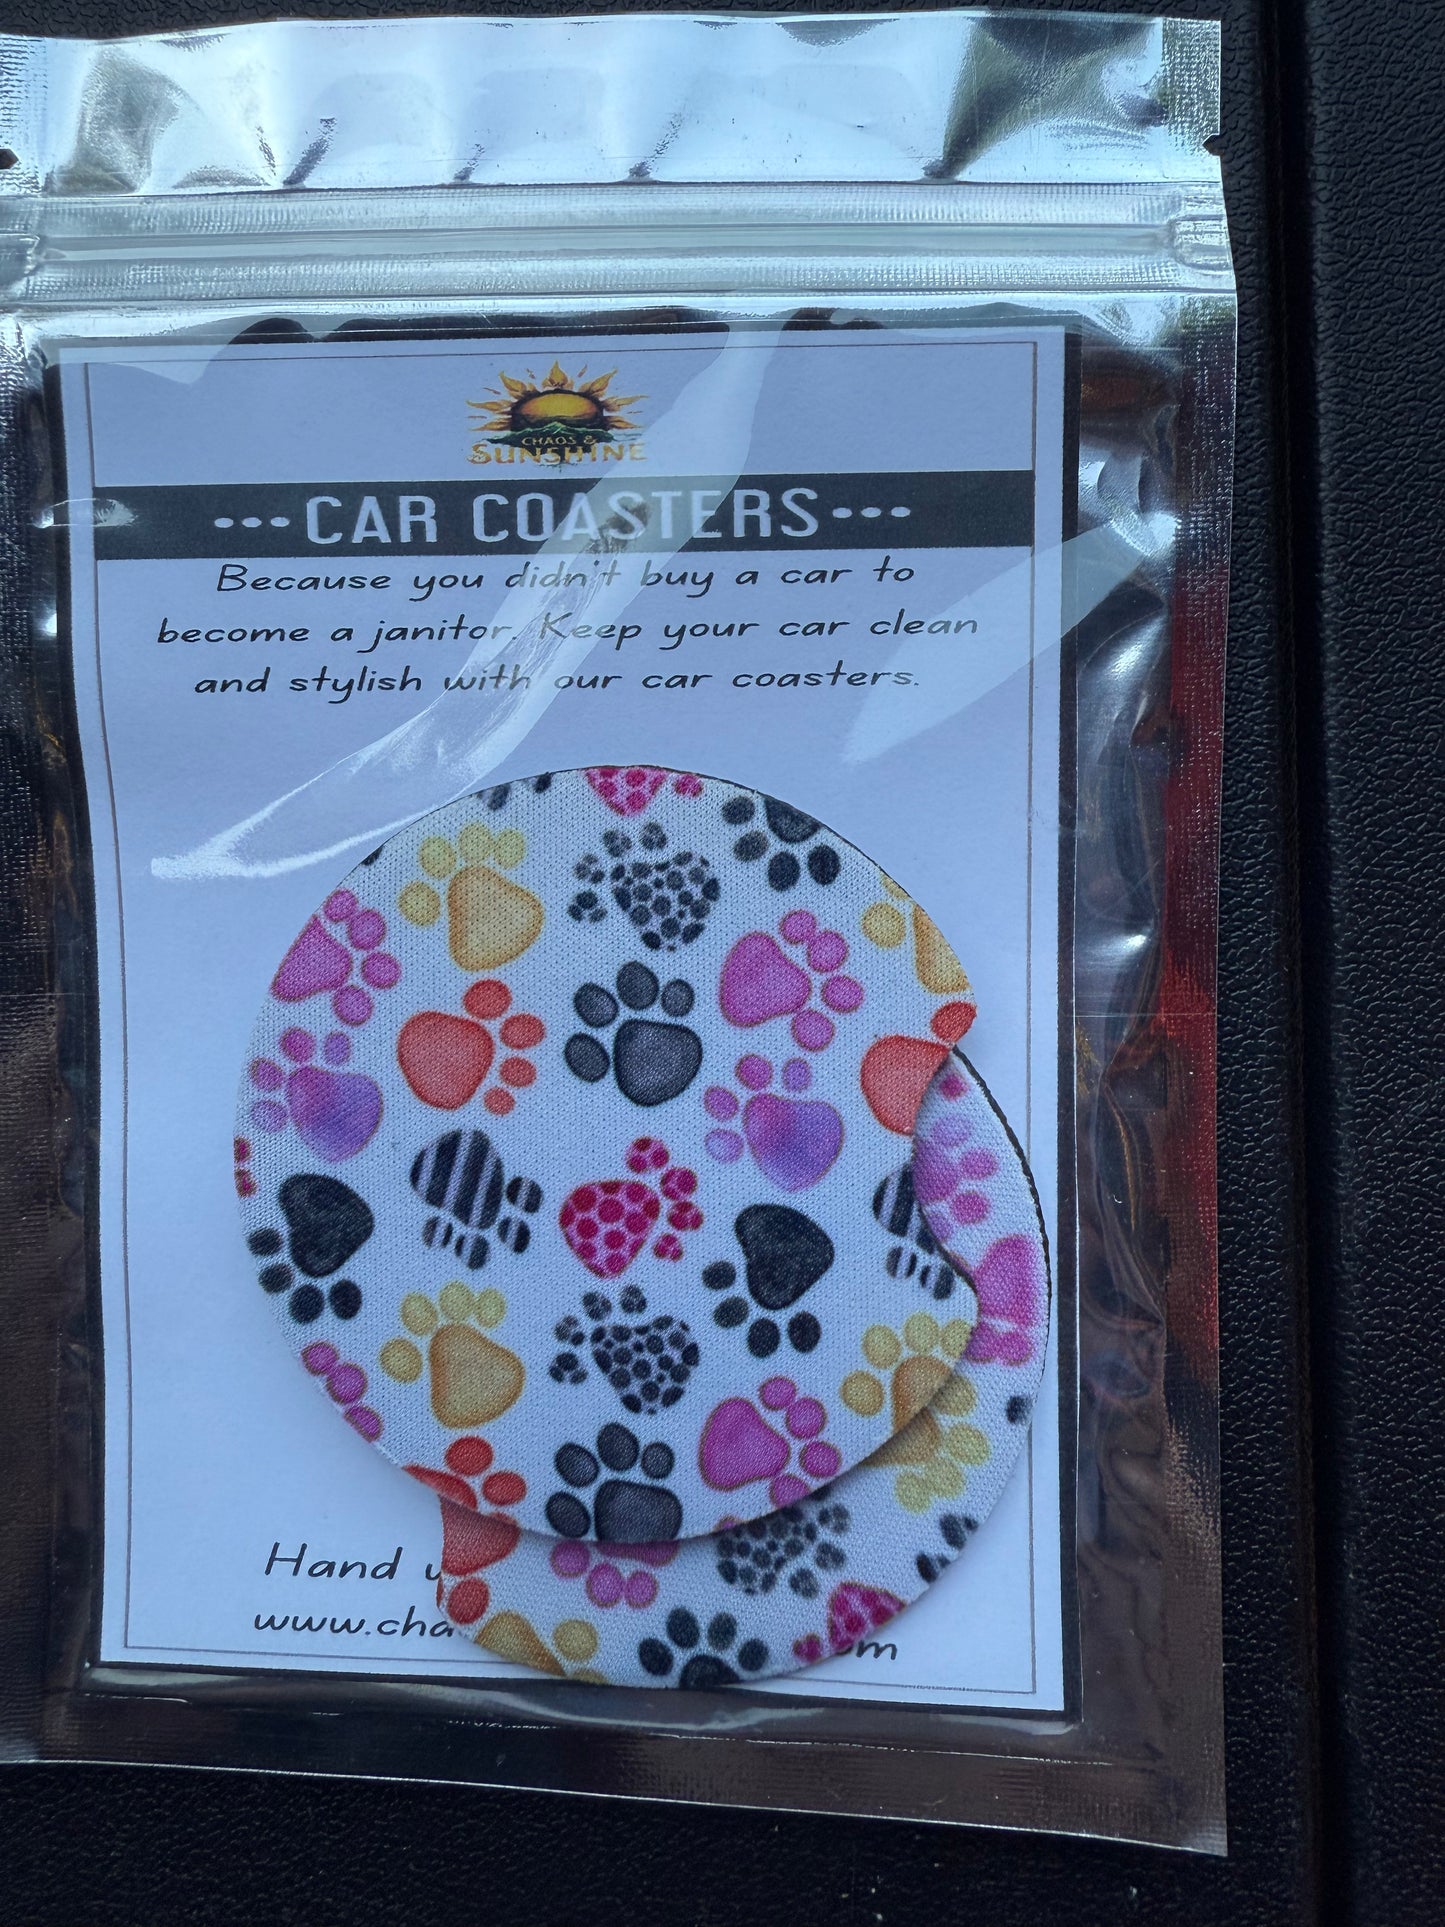 CHAOS &
SUNSHINE
•••CAR COASTERS•••
Because you didn't buy a car to
become a janitor. Keep your car clean
and stylish with our car coasters.
Hand
www.cha
om